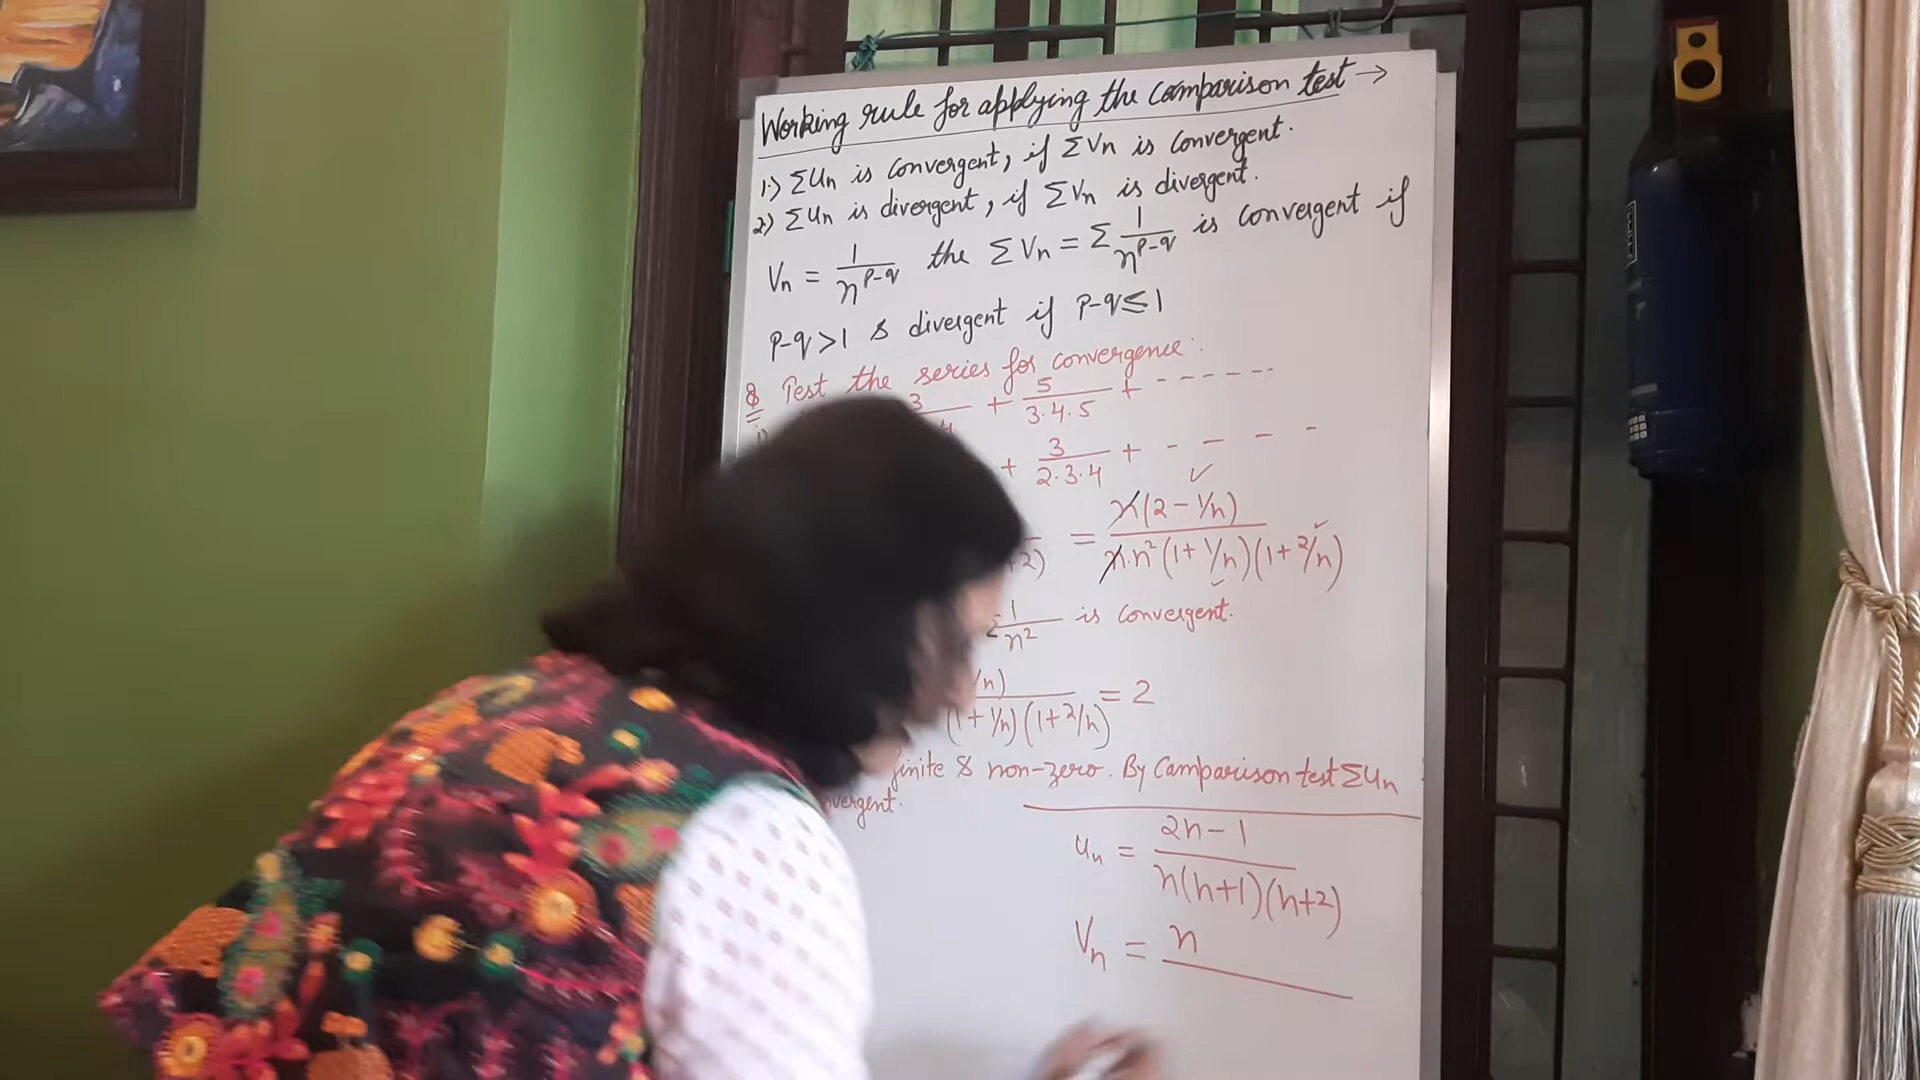 Working rule for applying the comparison test →
1.) ΣUn is convergent, if ΣVn is convergent.
2.) ΣUn is divergent, if ΣVn is divergent.
Vn = 1/n^(p-q) the ΣVn = Σ 1/n^(p-q) is convergent if
p-q>1 & divergent if p-q≤1
Q Test the series for convergence:
i) 3 + 5/(3.4.5) + ------
+ 3/(2.3.4) + - - - -
2) = n(2 - 1/n)/(n.n²(1 + 1/n)(1 + 2/n))
1/n² is convergent.
/n)/((1 + 1/n)(1 + 2/n)) = 2
finite & non-zero. By Comparison test ΣUn
vergent.
un = (2n-1)/(n(n+1)(n+2))
Vn = n